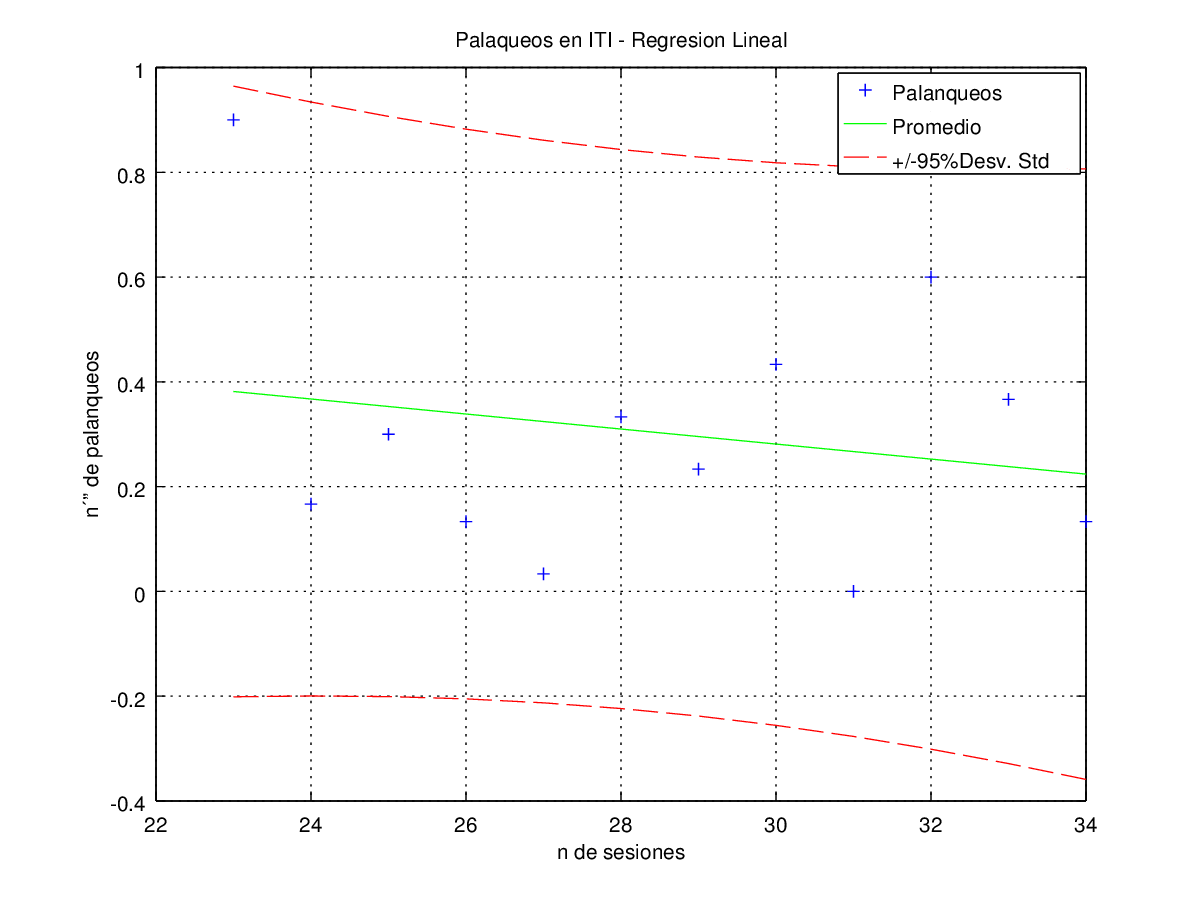 Palaqueos en ITI - Regresion Lineal
1
0.8
0.6
0.4
0.2
0
-0.2
-0.4
22
24
26
28
30
32
34
n de sesiones
n´” de palanqueos
Palanqueos
Promedio
+/-95%Desv. Std